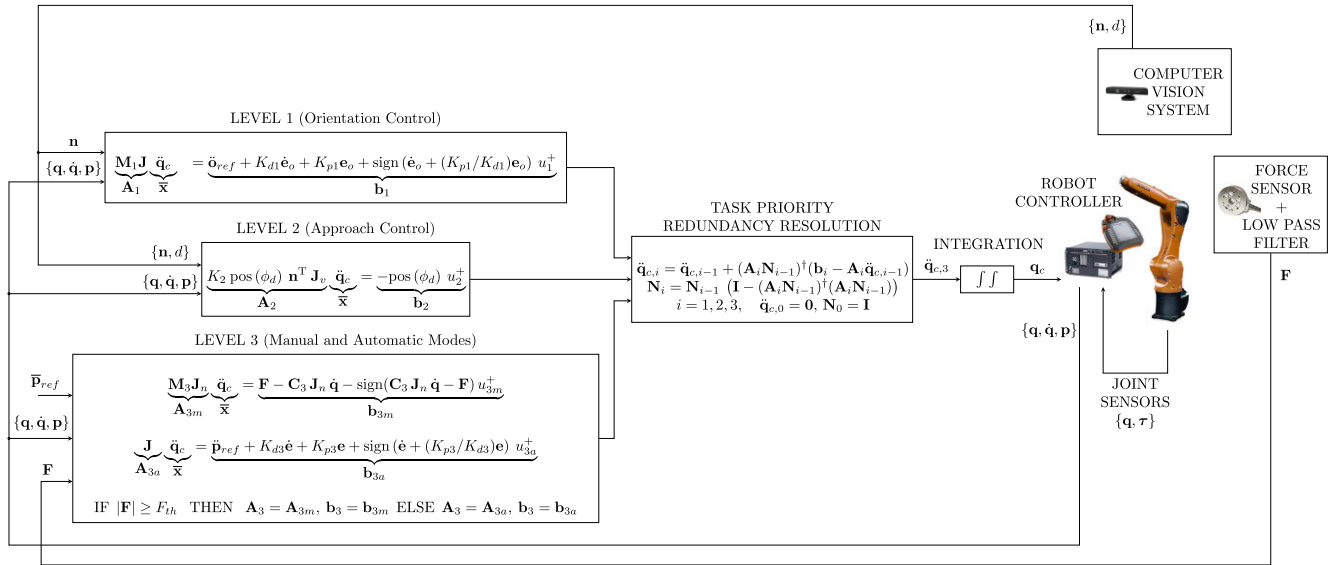 {n, d}
COMPUTER
VISION
SYSTEM
LEVEL 1 (Orientation Control)
n
{q, q̇, p}
M₁J q̈_c = ö_ref + K_d1 ė_o + K_p1 e_o + sign (ė_o + (K_p1/K_d1)e_o) u₁⁺
A₁ x̄ b₁
FORCE
SENSOR
+
LOW PASS
FILTER
F
ROBOT
CONTROLLER
LEVEL 2 (Approach Control)
{n, d}
{q, q̇, p}
K₂ pos (ϕ_d) nᵀ J_v q̈_c = −pos (ϕ_d) u₂⁺
A₂ x̄ b₂
TASK PRIORITY
REDUNDANCY RESOLUTION
q̈_c,i = q̈_c,i−1 + (A_i N_i−1)†(b_i − A_i q̈_c,i−1)
N_i = N_i−1 (I − (A_i N_i−1)†(A_i N_i−1))
i = 1, 2, 3, q̈_c,0 = 0, N₀ = I
INTEGRATION
q̈_c,3
∫∫
q_c
{q, q̇, p}
JOINT
SENSORS
{q, τ}
LEVEL 3 (Manual and Automatic Modes)
p̄_ref
{q, q̇, p}
F
M₃J_n q̈_c = F − C₃ J_n q̇ − sign(C₃ J_n q̇ − F) u₃ₘ⁺
A₃ₘ x̄ b₃ₘ
J q̈_c = p̈_ref + K_d3 ė + K_p3 e + sign (ė + (K_p3/K_d3)e) u₃ₐ⁺
A₃ₐ x̄ b₃ₐ
IF |F| ≥ F_th THEN A₃ = A₃ₘ, b₃ = b₃ₘ ELSE A₃ = A₃ₐ, b₃ = b₃ₐ